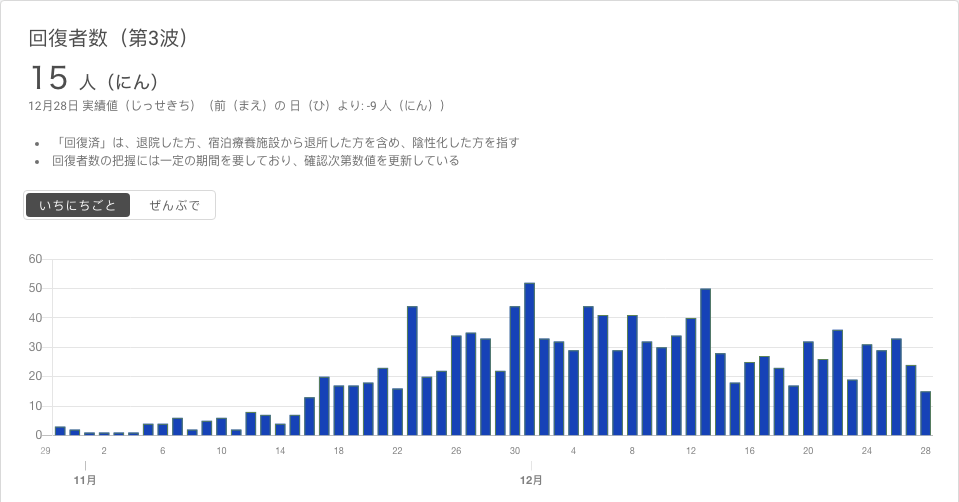 回復者数（第3波）
15 人（にん）
12月28日 実績値（じっせきち）（前（まえ）の 日（ひ）より: -9 人（にん））
• 「回復済」は、退院した方、宿泊療養施設から退所した方を含め、陰性化した方を指す
• 回復者数の把握には一定の期間を要しており、確認次第数値を更新している
いちにちごと ぜんぶで
60
50
40
30
20
10
0
29 2 6 10 14 18 22 26 30 4 8 12 16 20 24 28
11月 12月